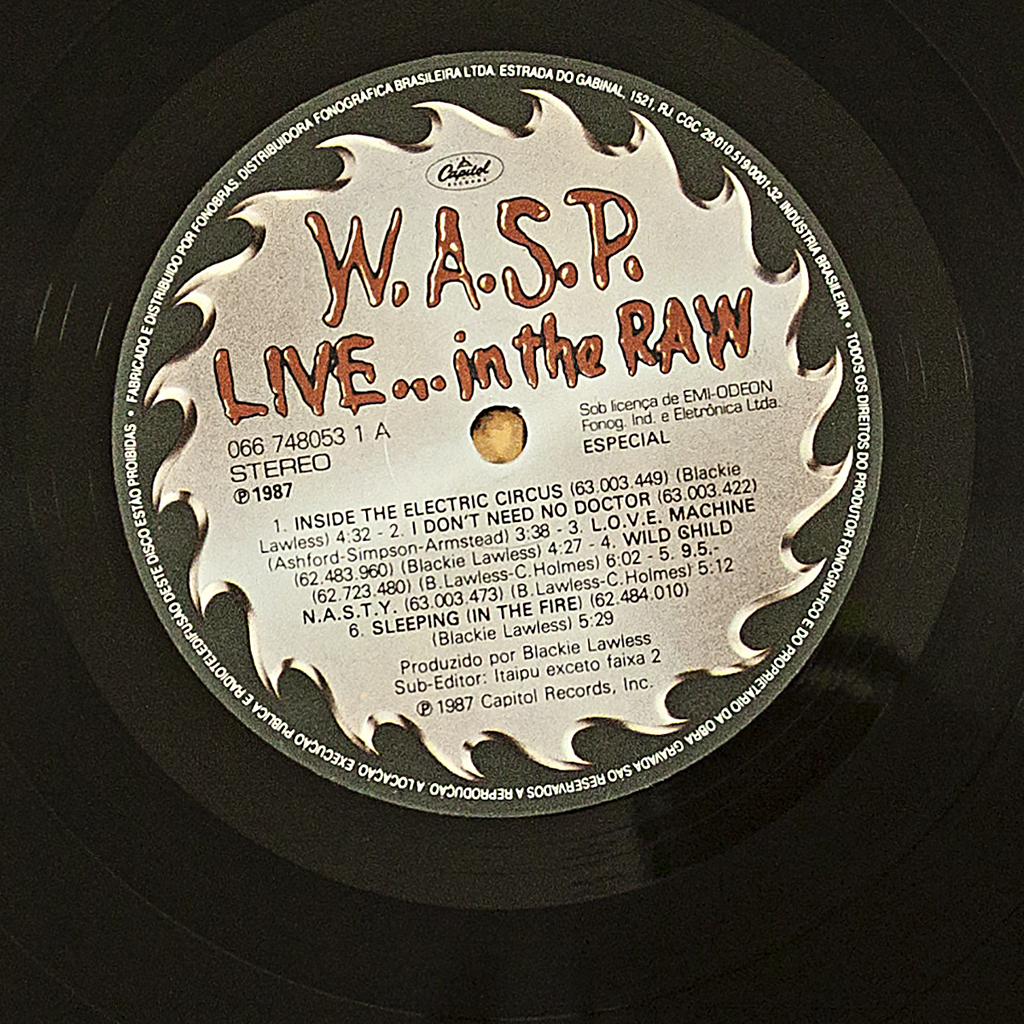 FABRICADO E DISTRIBUIDO POR FONOBRAS. DISTRIBUIDORA FONOGRÁFICA BRASILEIRA LTDA. ESTRADA DO GABINAL, 1521, RJ, CGC 29 010 519/0001-32. INDÚSTRIA BRASILEIRA • TODOS OS DIREITOS DO PRODUTOR FONOGRÁFICO E DO PROPRIETARIO DA OBRA GRAVADA SÃO RESERVADOS A REPRODUÇÃO, A LOCAÇÃO, EXECUÇÃO PUBLICA E RADIOTELEDIFUSÃO DESTE DISCO ESTÃO PROIBIDAS •
Capitol
RECORDS
W.A.S.P.
LIVE... in the RAW
066 748053 1 A
STEREO
℗ 1987
Sob licença de EMI-ODEON
Fonog. Ind. e Eletrônica Ltda.
ESPECIAL
1. INSIDE THE ELECTRIC CIRCUS (63.003.449) (Blackie
Lawless) 4:32 - 2. I DON'T NEED NO DOCTOR (63.003.422)
(Ashford-Simpson-Armstead) 3:38 - 3. L.O.V.E. MACHINE
(62.483.960) (Blackie Lawless) 4:27 - 4. WILD GHILD
(62.723.480) (B.Lawless-C.Holmes) 6:02 - 5. 9.5.-
N.A.S.T.Y. (63.003.473) (B.Lawless-C.Holmes) 5:12
6. SLEEPING (IN THE FIRE) (62.484.010)
(Blackie Lawless) 5:29
Produzido por Blackie Lawless
Sub-Editor: Itaipu exceto faixa 2
℗ 1987 Capitol Records, Inc.